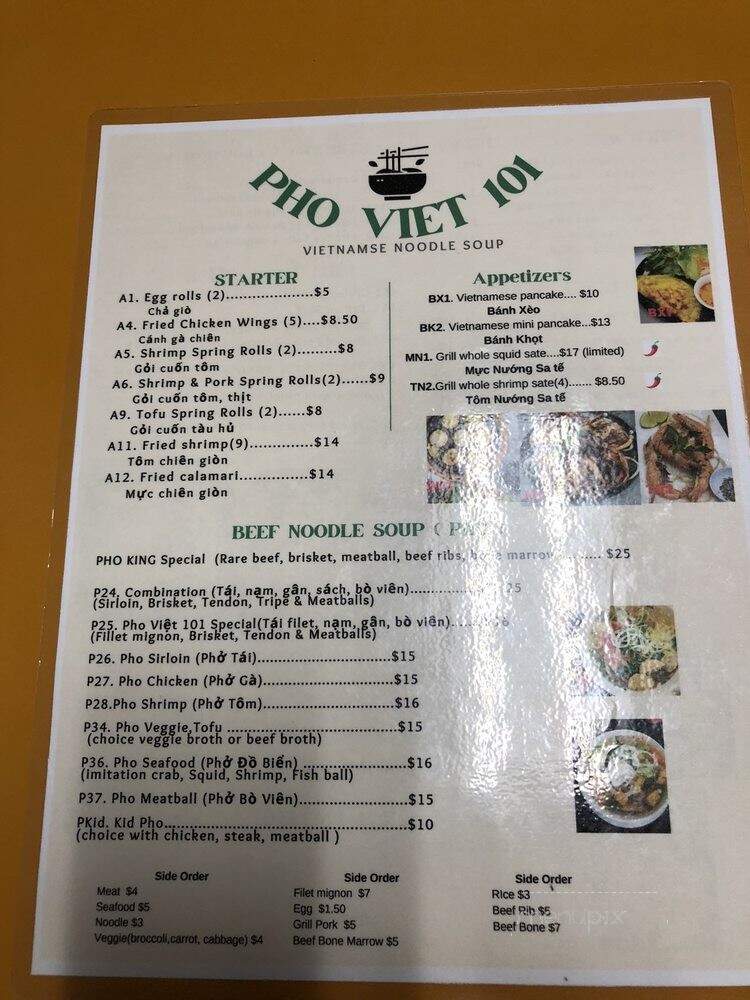 PHO VIET 101
VIETNAMSE NOODLE SOUP
STARTER
A1. Egg rolls (2).....................$5
Chả giò
A4. Fried Chicken Wings (5)....$8.50
Cánh gà chiên
A5. Shrimp Spring Rolls (2).........$8
Gỏi cuốn tôm
A6. Shrimp & Pork Spring Rolls(2)......$9
Gỏi cuốn tôm, thịt
A9. Tofu Spring Rolls (2)......$8
Gỏi cuốn tàu hủ
A11. Fried shrimp(9)...............$14
Tôm chiên giòn
A12. Fried calamari................$14
Mực chiên giòn
Appetizers
BX1. Vietnamese pancake.... $10
Bánh Xèo
BK2. Vietnamese mini pancake...$13
Bánh Khọt
MN1. Grill whole squid sate....$17 (limited)
Mực Nướng Sa tế
TN2.Grill whole shrimp sate(4)....... $8.50
Tôm Nướng Sa tế
BX1
BEEF NOODLE SOUP (
PHO KING Special (Rare beef, brisket, meatball, beef ribs, bone marrow .......... $25
P24. Combination (Tái, nạm, gân, sách, bò viên)..............
(Sirloin, Brisket, Tendon, Tripe & Meatballs)
P25. Pho Việt 101 Special(Tái filet, nạm, gân, bò viên).....
(Fillet mignon, Brisket, Tendon & Meatballs)
P26. Pho Sirloin (Phở Tái)................................$15
P27. Pho Chicken (Phở Gà)...............................$15
P28.Pho Shrimp (Phở Tôm)................................$16
P34. Pho Veggie,Tofu ........................................$15
(choice veggie broth or beef broth)
P36. Pho Seafood (Phở Đồ Biển) .........................$16
(imitation crab, Squid, Shrimp, Fish ball)
P37. Pho Meatball (Phở Bò Viên)..........................$15
PKid. Kid Pho..........................................................$10
(choice with chicken, steak, meatball )
Side Order
Meat $4
Seafood $5
Noodle $3
Veggie(broccoli,carrot, cabbage) $4
Side Order
Filet mignon $7
Egg $1.50
Grill Pork $5
Beef Bone Marrow $5
Side Order
RIce $3
Beef Rib $5
Beef Bone $7
menupix